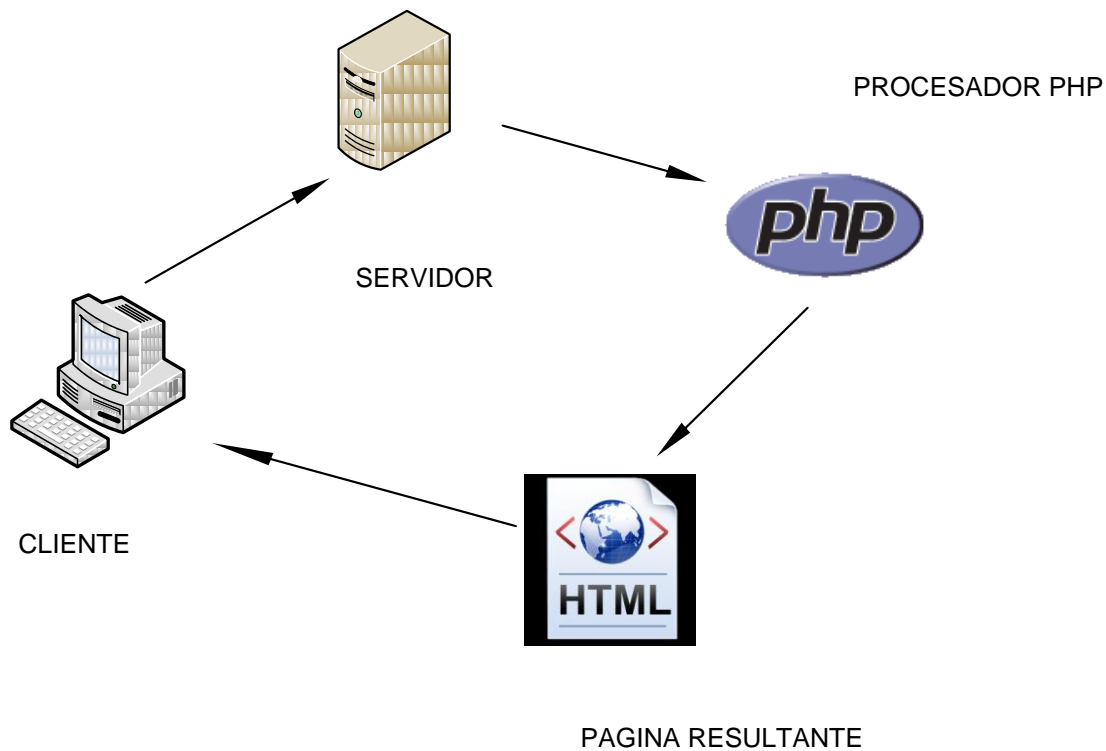 PROCESADOR PHP
php
SERVIDOR
CLIENTE
< >
HTML
PAGINA RESULTANTE